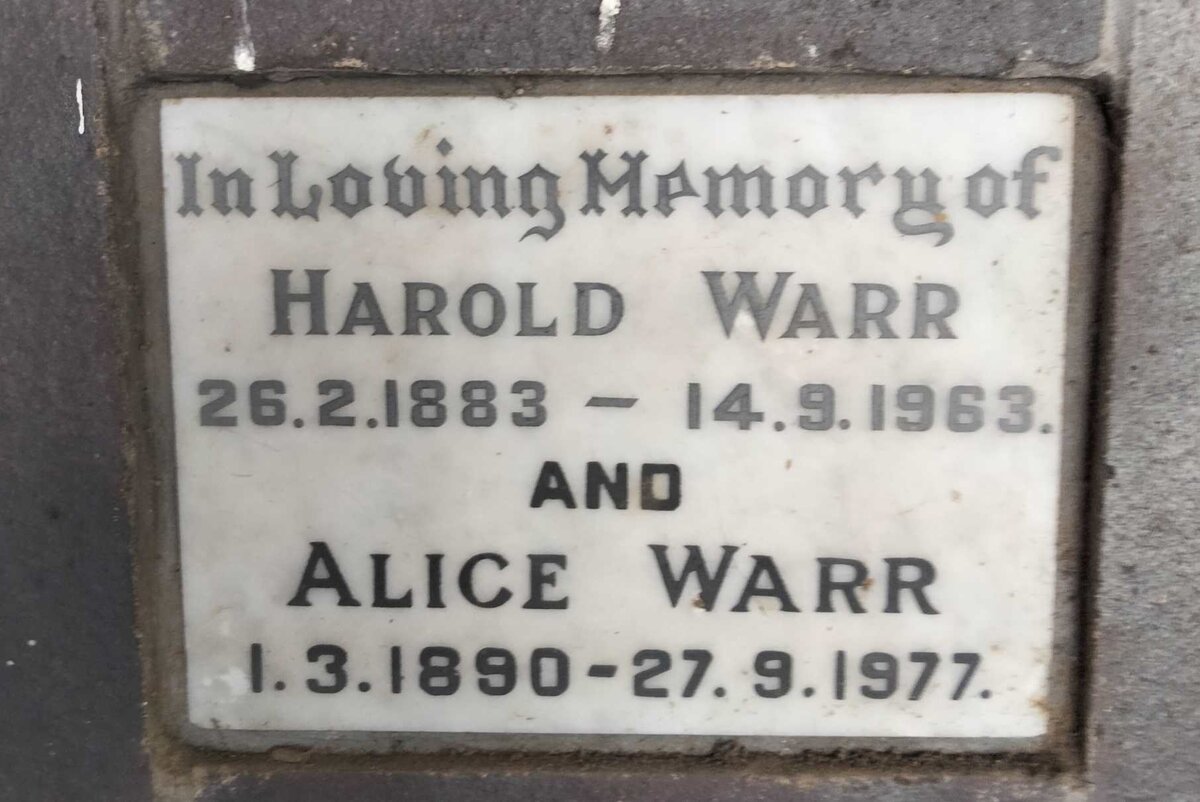 In Loving Memory of
HAROLD WARR
26.2.1883 - 14.9.1963.
AND
ALICE WARR
1.3.1890-27.9.1977.